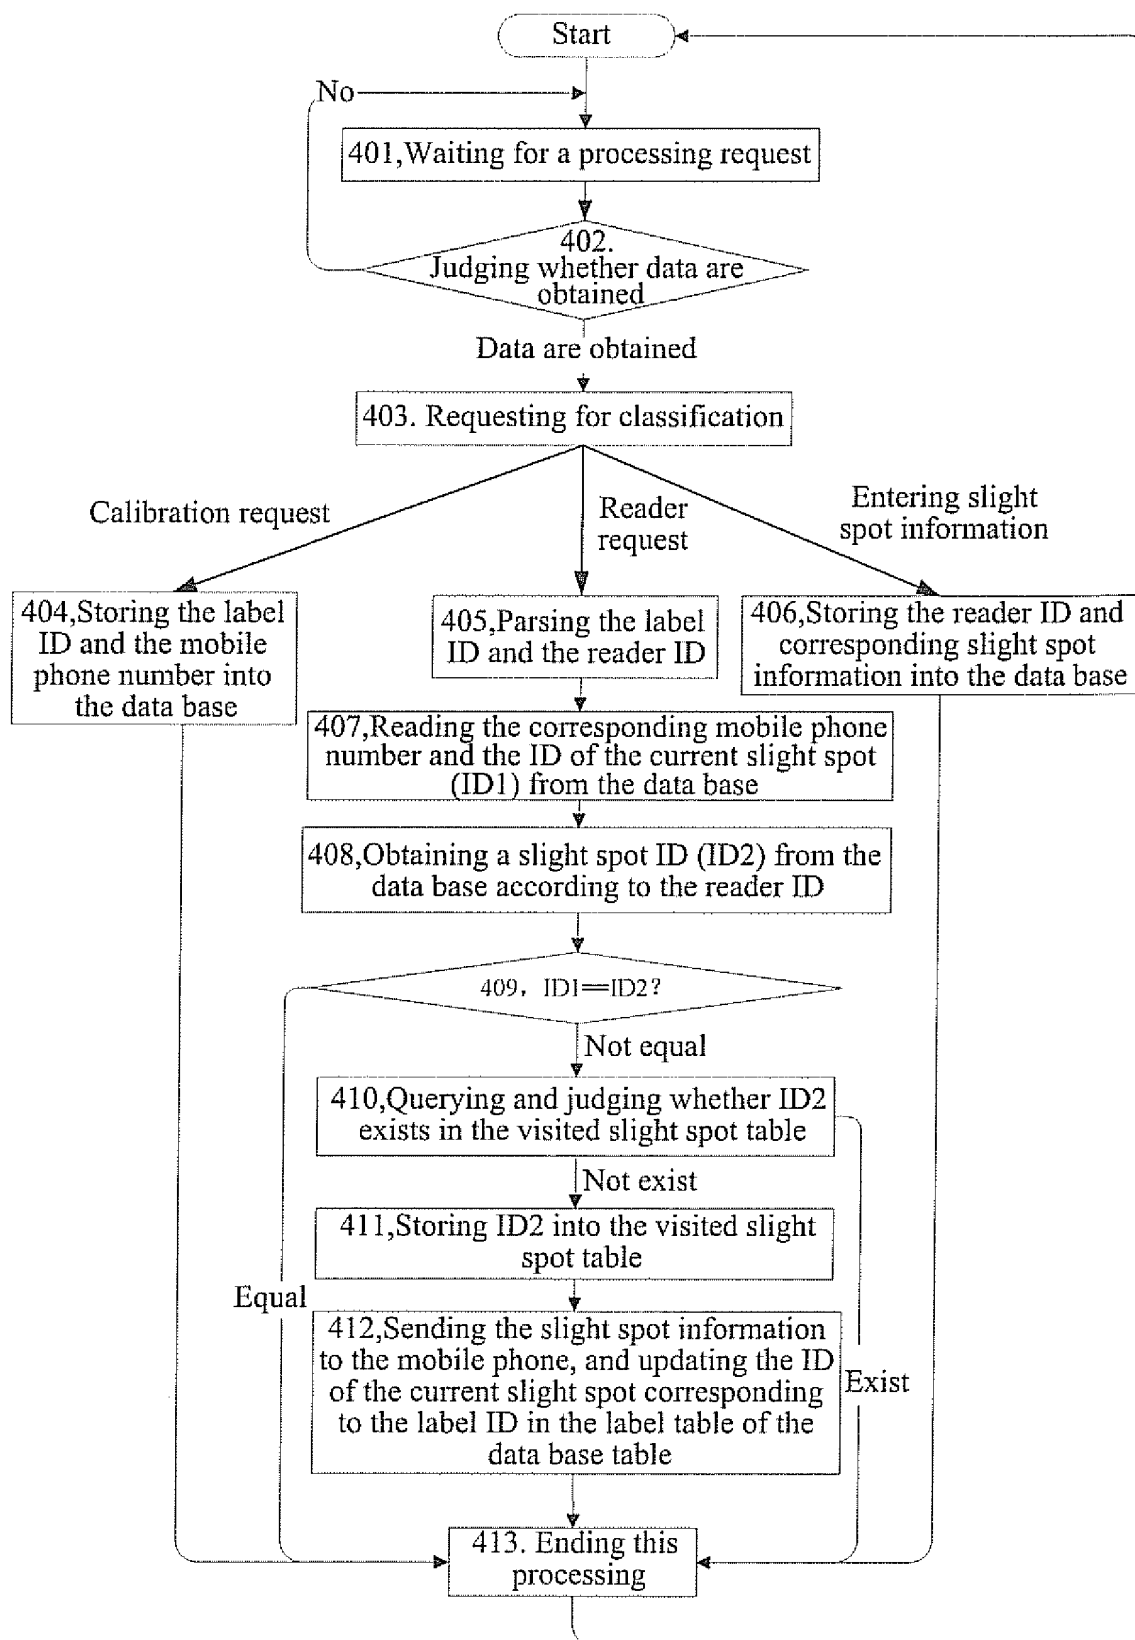 Start
No
401,Waiting for a processing request
402.
Judging whether data are
obtained
Data are obtained
403. Requesting for classification
Calibration request
Reader
request
Entering slight
spot information
404,Storing the label
ID and the mobile
phone number into
the data base
405,Parsing the label
ID and the reader ID
406,Storing the reader ID and
corresponding slight spot
information into the data base
407,Reading the corresponding mobile phone
number and the ID of the current slight spot
(ID1) from the data base
408,Obtaining a slight spot ID (ID2) from the
data base according to the reader ID
409, ID1==ID2?
Not equal
410,Querying and judging whether ID2
exists in the visited slight spot table
Not exist
411,Storing ID2 into the visited slight
spot table
Equal
412,Sending the slight spot information
to the mobile phone, and updating the ID
of the current slight spot corresponding
to the label ID in the label table of the
data base table
Exist
413. Ending this
processing